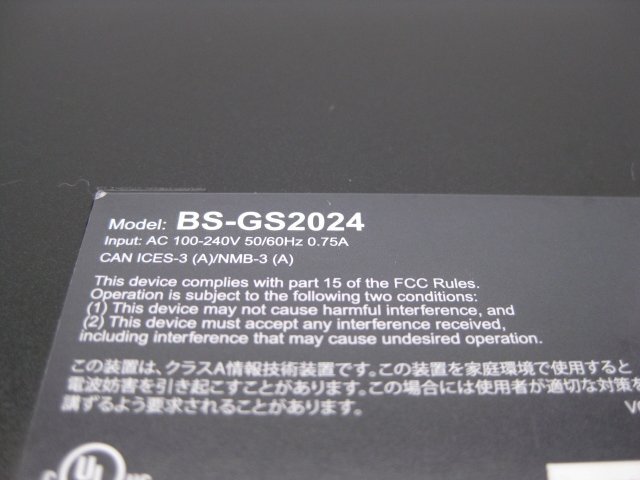 Model: BS-GS2024
Input: AC 100-240V 50/60Hz 0.75A
CAN ICES-3 (A)/NMB-3 (A)
This device complies with part 15 of the FCC Rules.
Operation is subject to the following two conditions:
(1) This device may not cause harmful interference, and
(2) This device must accept any interference received,
including interference that may cause undesired operation.
この装置は、クラスA情報技術装置です。この装置を家庭環境で使用すると
電波妨害を引き起こすことがあります。この場合には使用者が適切な対策を
講ずるよう要求されることがあります。
UL